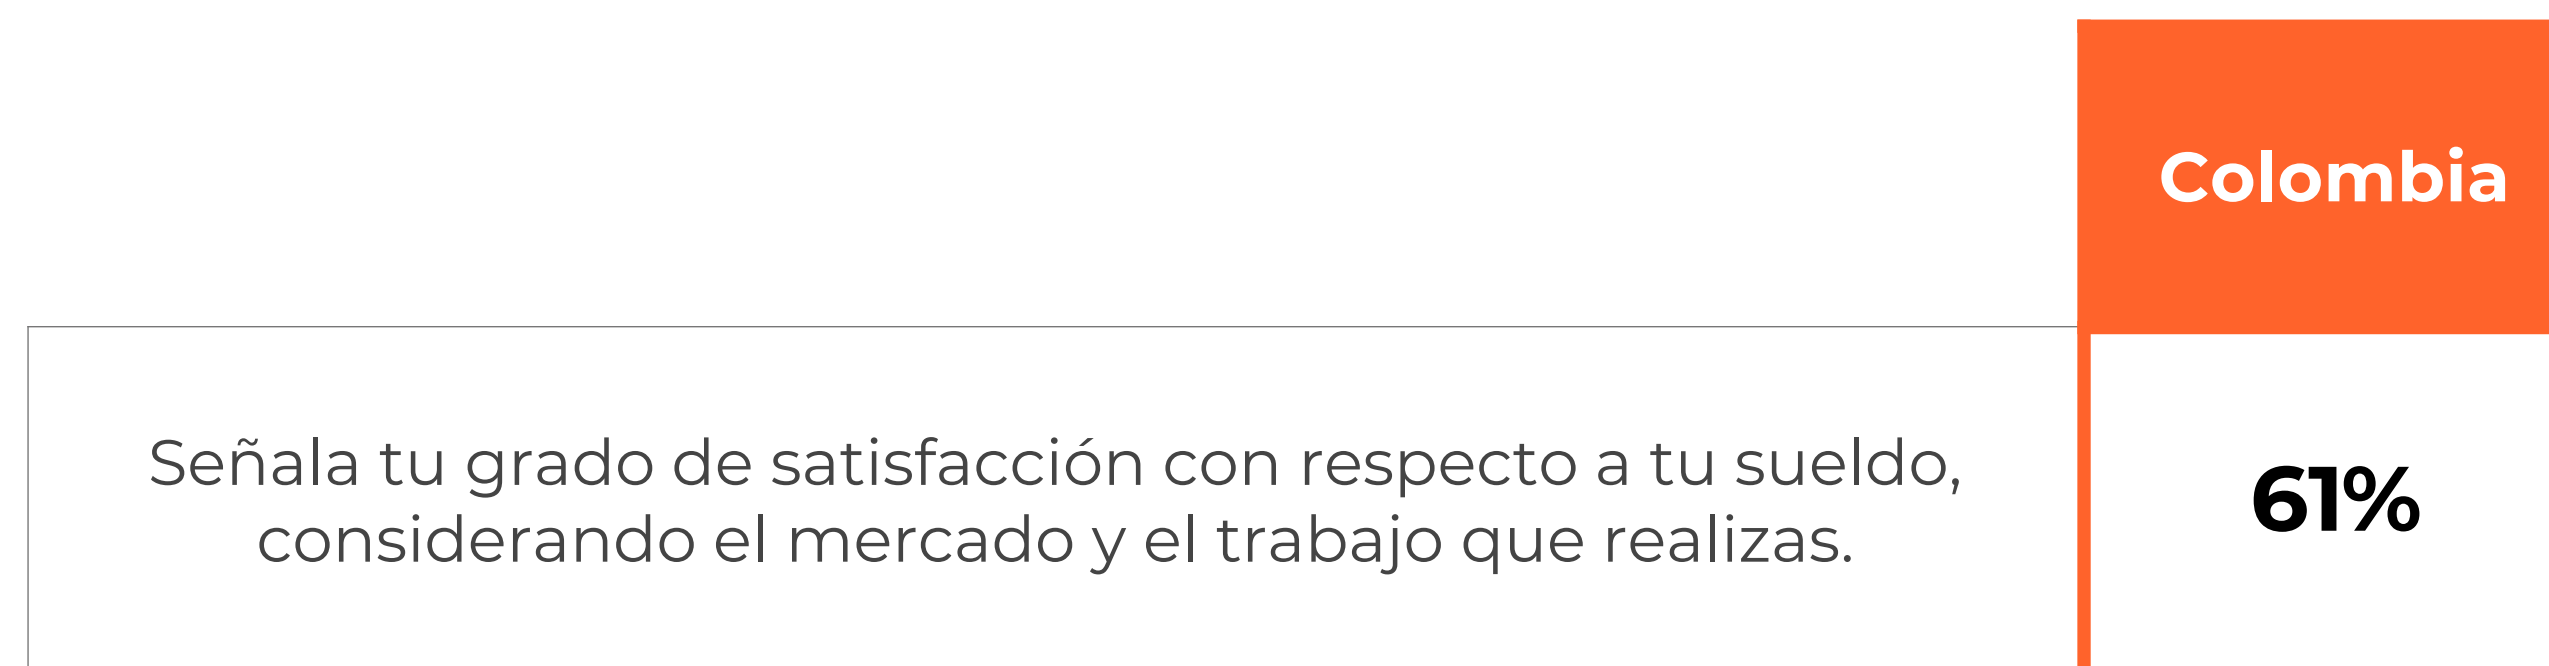 Colombia
Señala tu grado de satisfacción con respecto a tu sueldo,
considerando el mercado y el trabajo que realizas.
61%